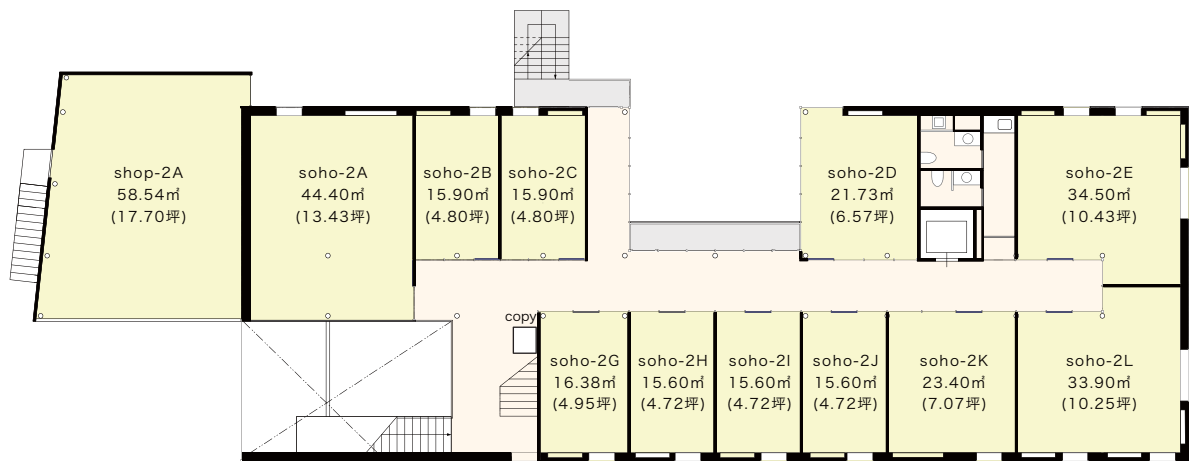 shop-2A
58.54㎡
(17.70坪)
soho-2A
44.40㎡
(13.43坪)
soho-2B
15.90㎡
(4.80坪)
soho-2C
15.90㎡
(4.80坪)
soho-2D
21.73㎡
(6.57坪)
soho-2E
34.50㎡
(10.43坪)
copy
soho-2G
16.38㎡
(4.95坪)
soho-2H
15.60㎡
(4.72坪)
soho-2I
15.60㎡
(4.72坪)
soho-2J
15.60㎡
(4.72坪)
soho-2K
23.40㎡
(7.07坪)
soho-2L
33.90㎡
(10.25坪)